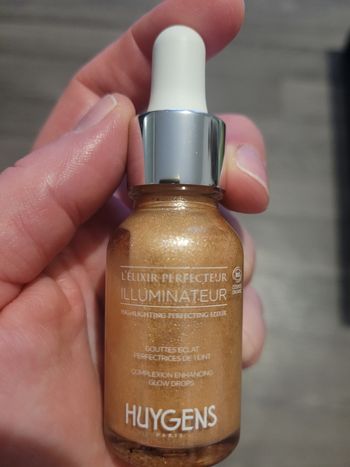 L'ÉLIXIR PERFECTEUR
ILLUMINATEUR
HIGHLIGHTING PERFECTING ELIXIR
GOUTTES ÉCLAT
PERFECTRICES DE TEINT
COMPLEXION ENHANCING
GLOW DROPS
HUYGENS
PARIS